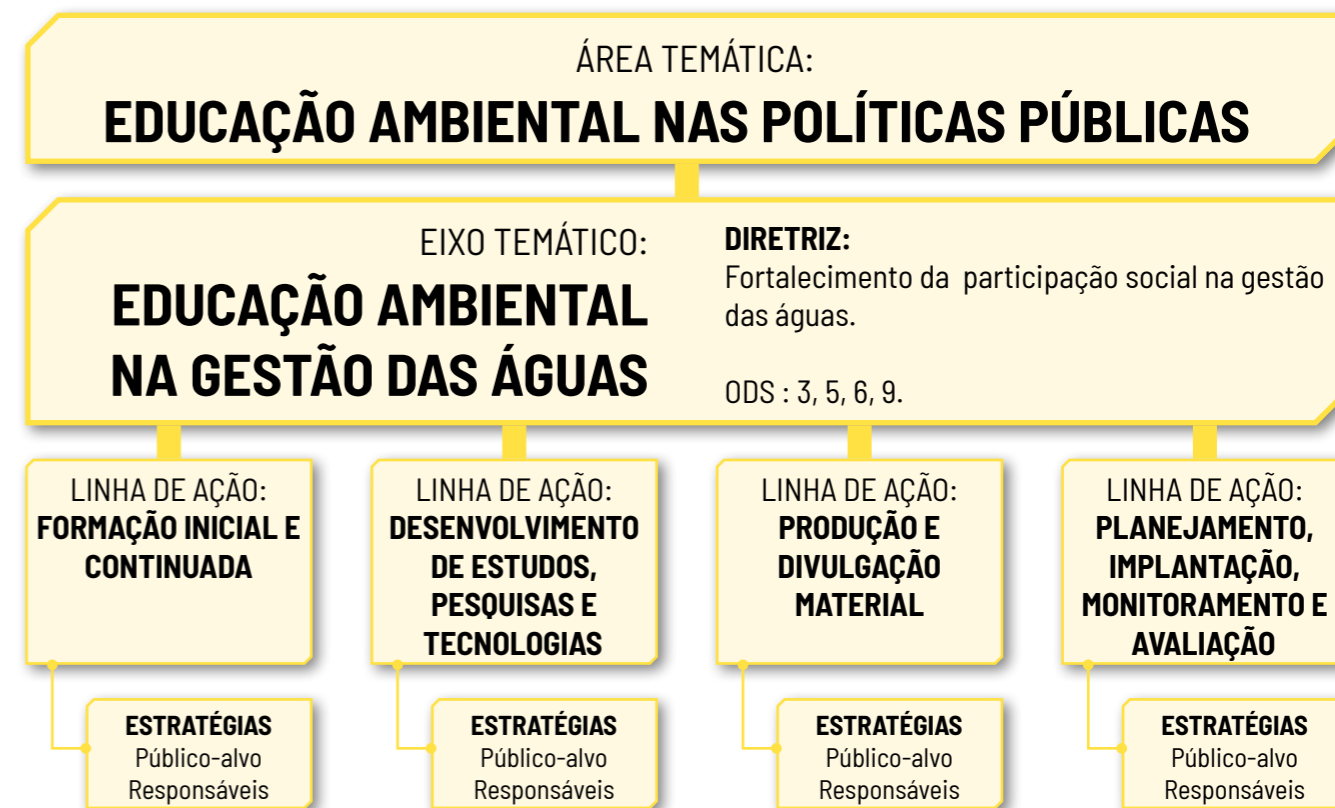 ÁREA TEMÁTICA:
EDUCAÇÃO AMBIENTAL NAS POLÍTICAS PÚBLICAS
EIXO TEMÁTICO:
EDUCAÇÃO AMBIENTAL
NA GESTÃO DAS ÁGUAS
DIRETRIZ:
Fortalecimento da participação social na gestão
das águas.
ODS : 3, 5, 6, 9.
LINHA DE AÇÃO:
FORMAÇÃO INICIAL E
CONTINUADA
LINHA DE AÇÃO:
DESENVOLVIMENTO
DE ESTUDOS,
PESQUISAS E
TECNOLOGIAS
LINHA DE AÇÃO:
PRODUÇÃO E
DIVULGAÇÃO
MATERIAL
LINHA DE AÇÃO:
PLANEJAMENTO,
IMPLANTAÇÃO,
MONITORAMENTO E
AVALIAÇÃO
ESTRATÉGIAS
Público-alvo
Responsáveis
ESTRATÉGIAS
Público-alvo
Responsáveis
ESTRATÉGIAS
Público-alvo
Responsáveis
ESTRATÉGIAS
Público-alvo
Responsáveis